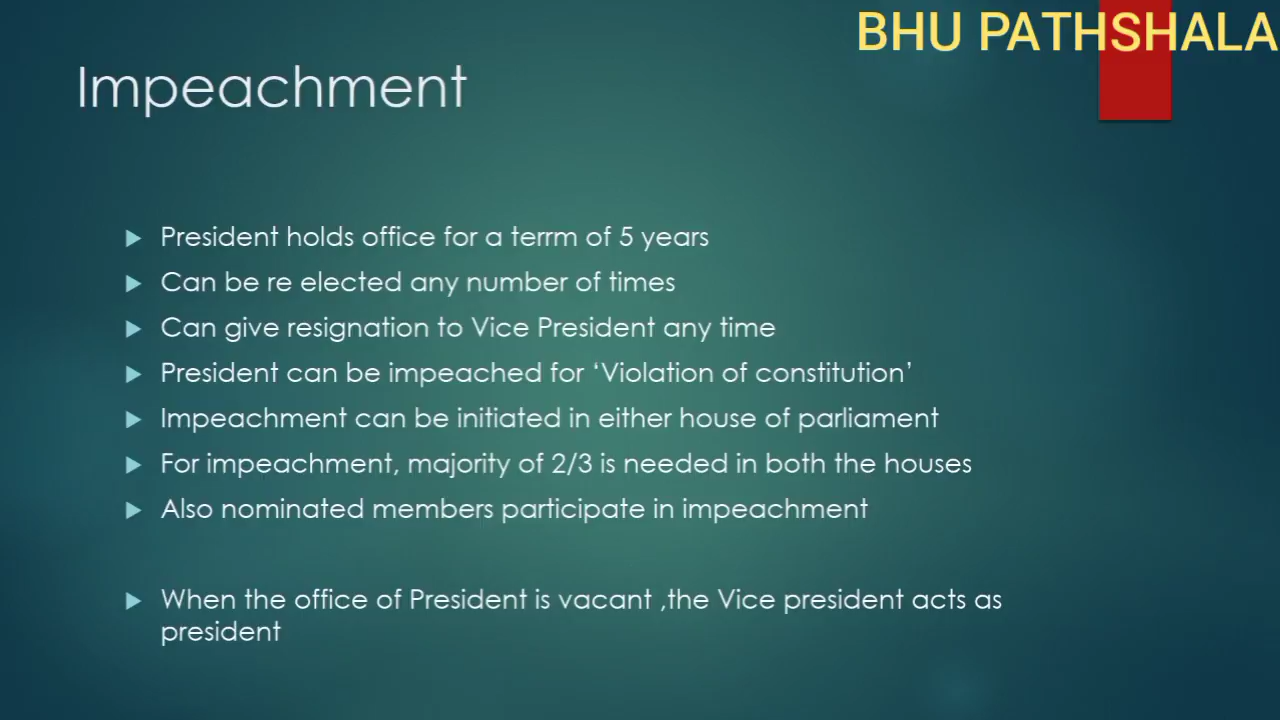 BHU PATHSHALA
Impeachment
President holds office for a terrm of 5 years
Can be re elected any number of times
Can give resignation to Vice President any time
President can be impeached for ‘Violation of constitution’
Impeachment can be initiated in either house of parliament
For impeachment, majority of 2/3 is needed in both the houses
Also nominated members participate in impeachment
When the office of President is vacant ,the Vice president acts as
president